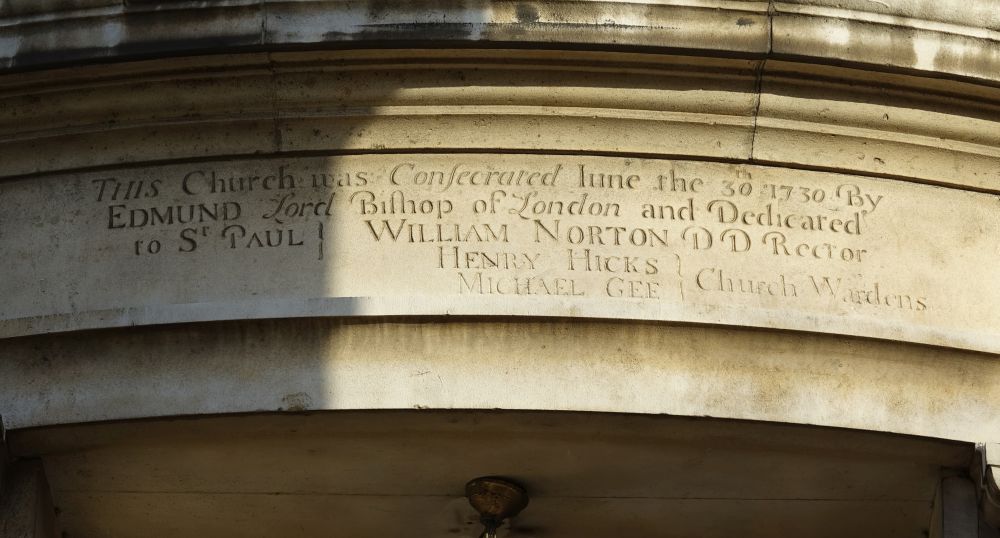 THIS Church was Conſecrated Iune the 30th 1730 By
EDMUND Lord Biſhop of London and Dedicated
to St PAUL } WILLIAM NORTON D D Rector
HENRY HICKS } Church Wardens
MICHAEL GEE